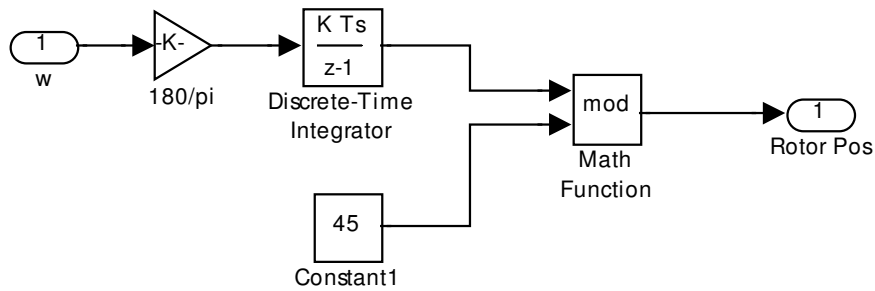 1
w
-K-
180/pi
K Ts
z-1
Discrete-Time
Integrator
45
Constant1
mod
Math
Function
1
Rotor Pos